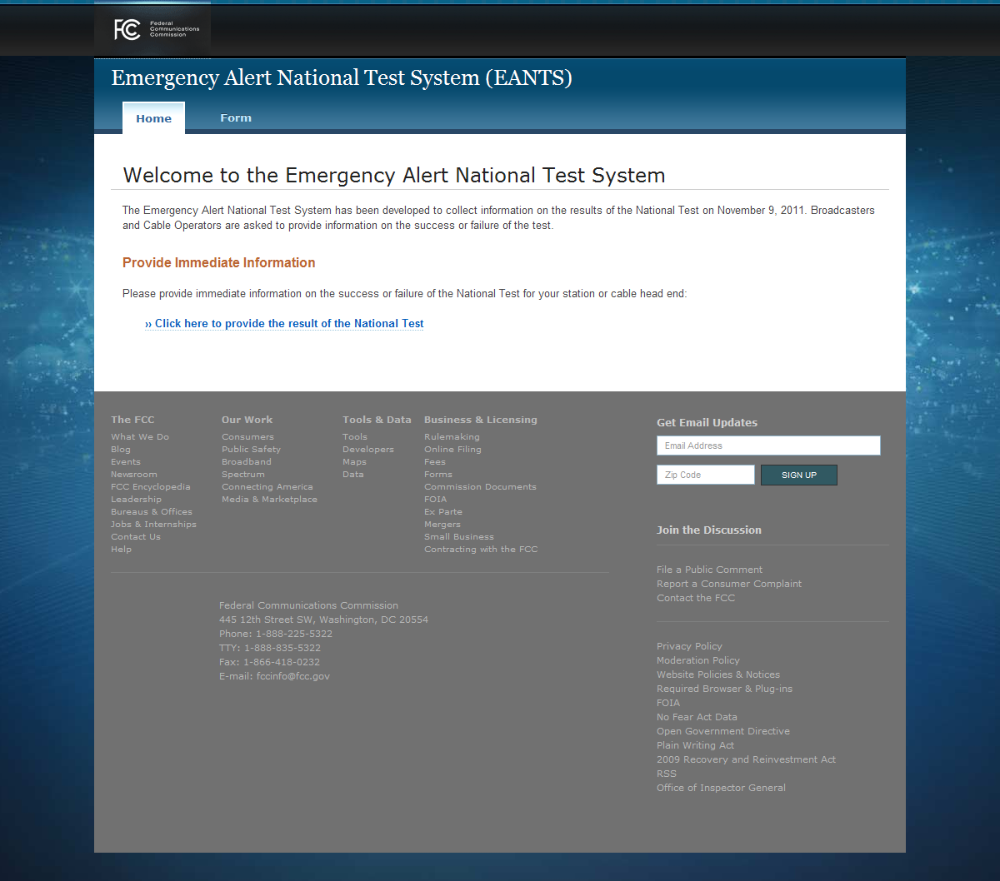 FCC
Federal
Communications
Commission
Emergency Alert National Test System (EANTS)
Home
Form
Welcome to the Emergency Alert National Test System
The Emergency Alert National Test System has been developed to collect information on the results of the National Test on November 9, 2011. Broadcasters
and Cable Operators are asked to provide information on the success or failure of the test.
Provide Immediate Information
Please provide immediate information on the success or failure of the National Test for your station or cable head end:
›› Click here to provide the result of the National Test
The FCC
What We Do
Blog
Events
Newsroom
FCC Encyclopedia
Leadership
Bureaus & Offices
Jobs & Internships
Contact Us
Help
Our Work
Consumers
Public Safety
Broadband
Spectrum
Connecting America
Media & Marketplace
Tools & Data
Tools
Developers
Maps
Data
Business & Licensing
Rulemaking
Online Filing
Fees
Forms
Commission Documents
FOIA
Ex Parte
Mergers
Small Business
Contracting with the FCC
Federal Communications Commission
445 12th Street SW, Washington, DC 20554
Phone: 1-888-225-5322
TTY: 1-888-835-5322
Fax: 1-866-418-0232
E-mail: fccinfo@fcc.gov
Get Email Updates
Email Address
Zip Code
SIGN UP
Join the Discussion
File a Public Comment
Report a Consumer Complaint
Contact the FCC
Privacy Policy
Moderation Policy
Website Policies & Notices
Required Browser & Plug-ins
FOIA
No Fear Act Data
Open Government Directive
Plain Writing Act
2009 Recovery and Reinvestment Act
RSS
Office of Inspector General